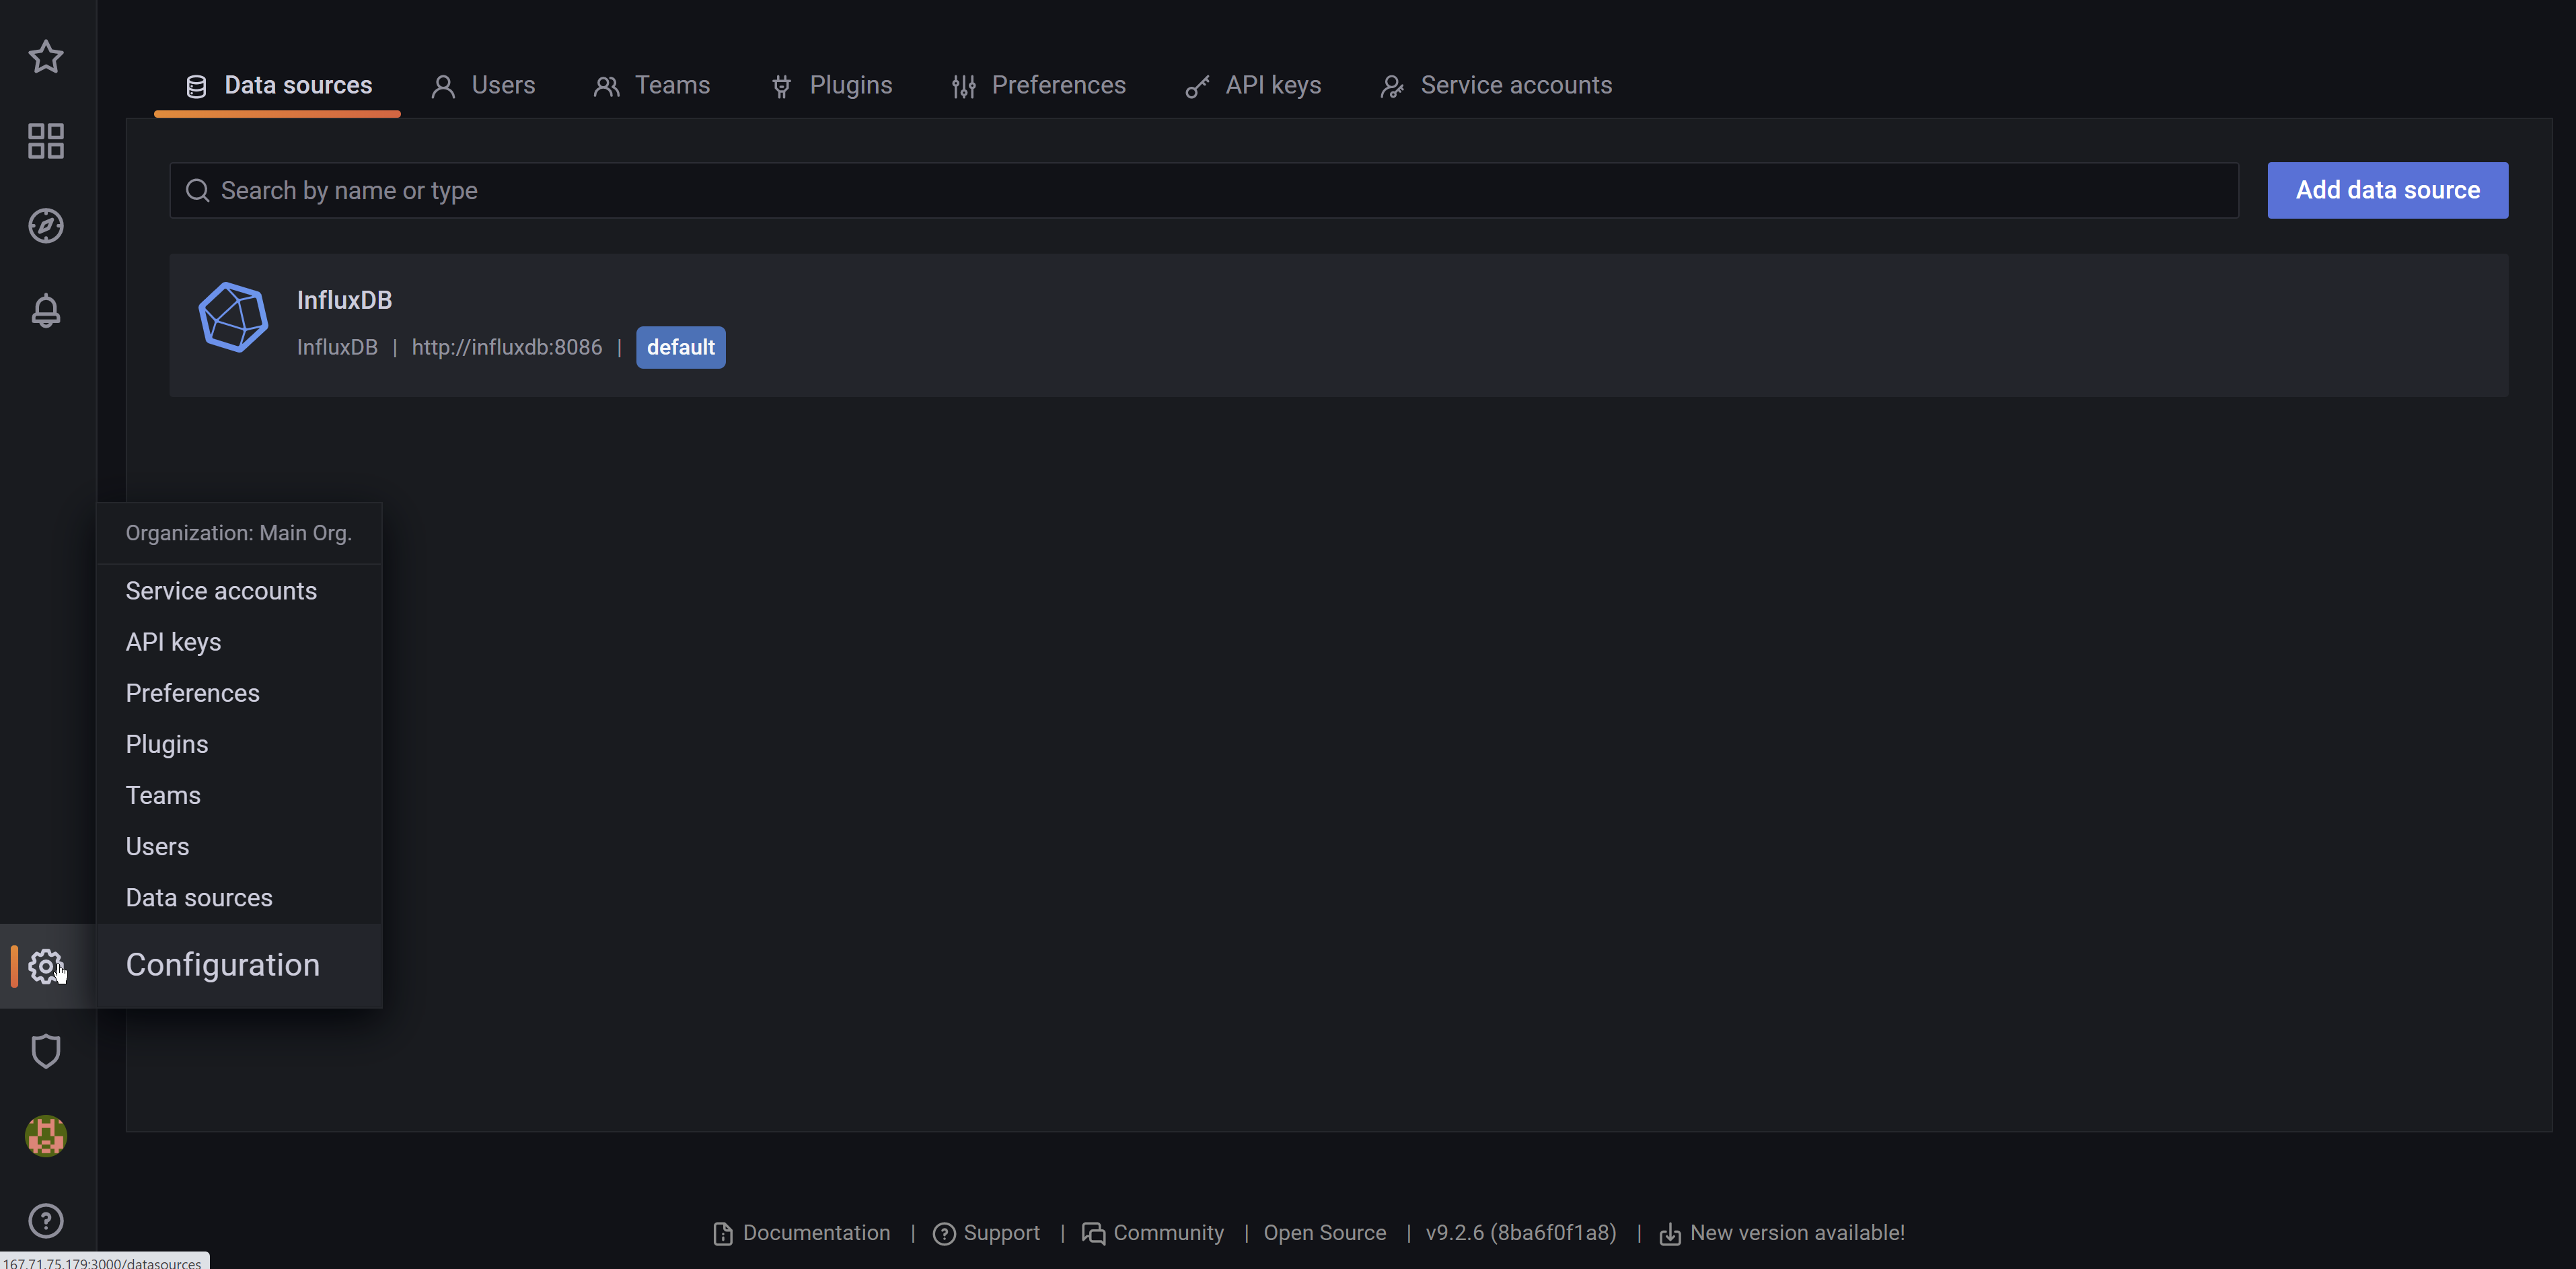 Data sources
Users
Teams
Plugins
Preferences
API keys
Service accounts
Search by name or type
Add data source
InfluxDB
InfluxDB | http://influxdb:8086 | default
Organization: Main Org.
Service accounts
API keys
Preferences
Plugins
Teams
Users
Data sources
Configuration
Documentation | Support | Community | Open Source | v9.2.6 (8ba6f0f1a8) | New version available!
167.71.75.179:3000/datasources